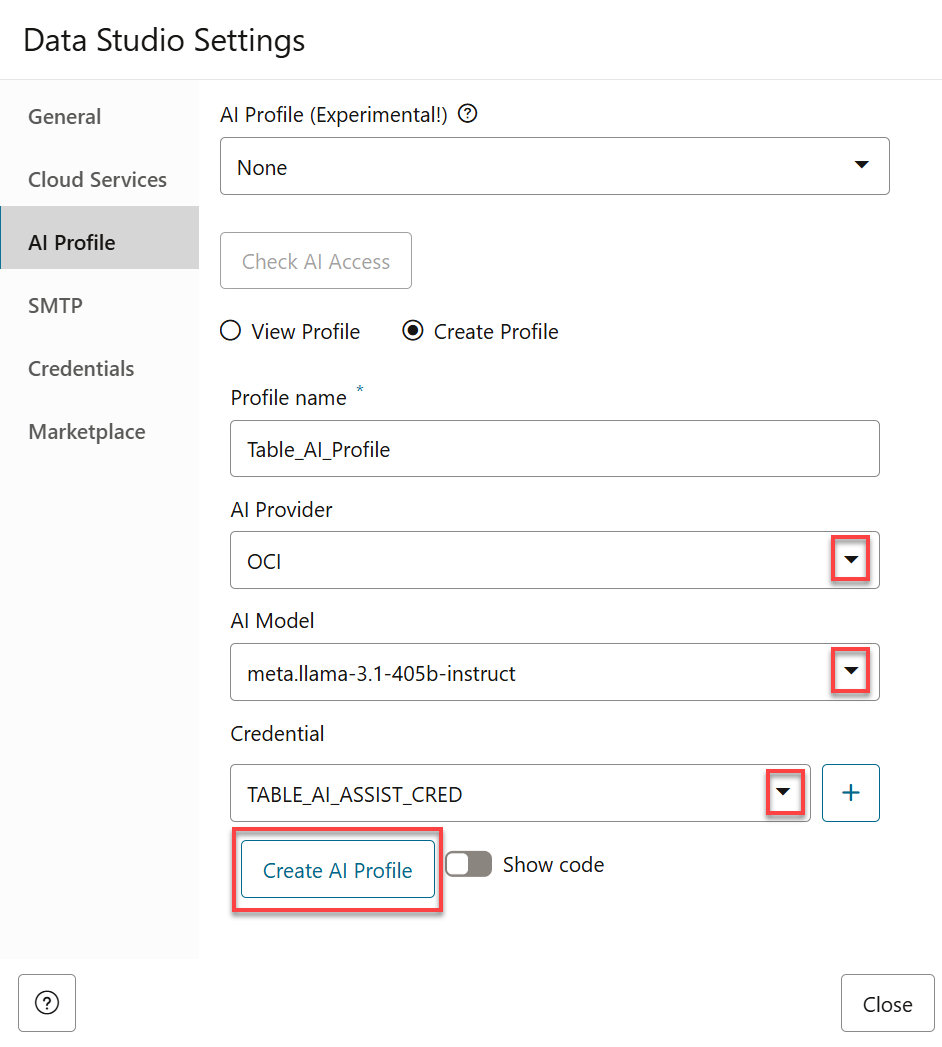 Data Studio Settings
General
Cloud Services
AI Profile
SMTP
Credentials
Marketplace
AI Profile (Experimental!) ?
None
Check AI Access
View Profile Create Profile
Profile name *
Table_AI_Profile
AI Provider
OCI
AI Model
meta.llama-3.1-405b-instruct
Credential
TABLE_AI_ASSIST_CRED +
Create AI Profile Show code
? Close